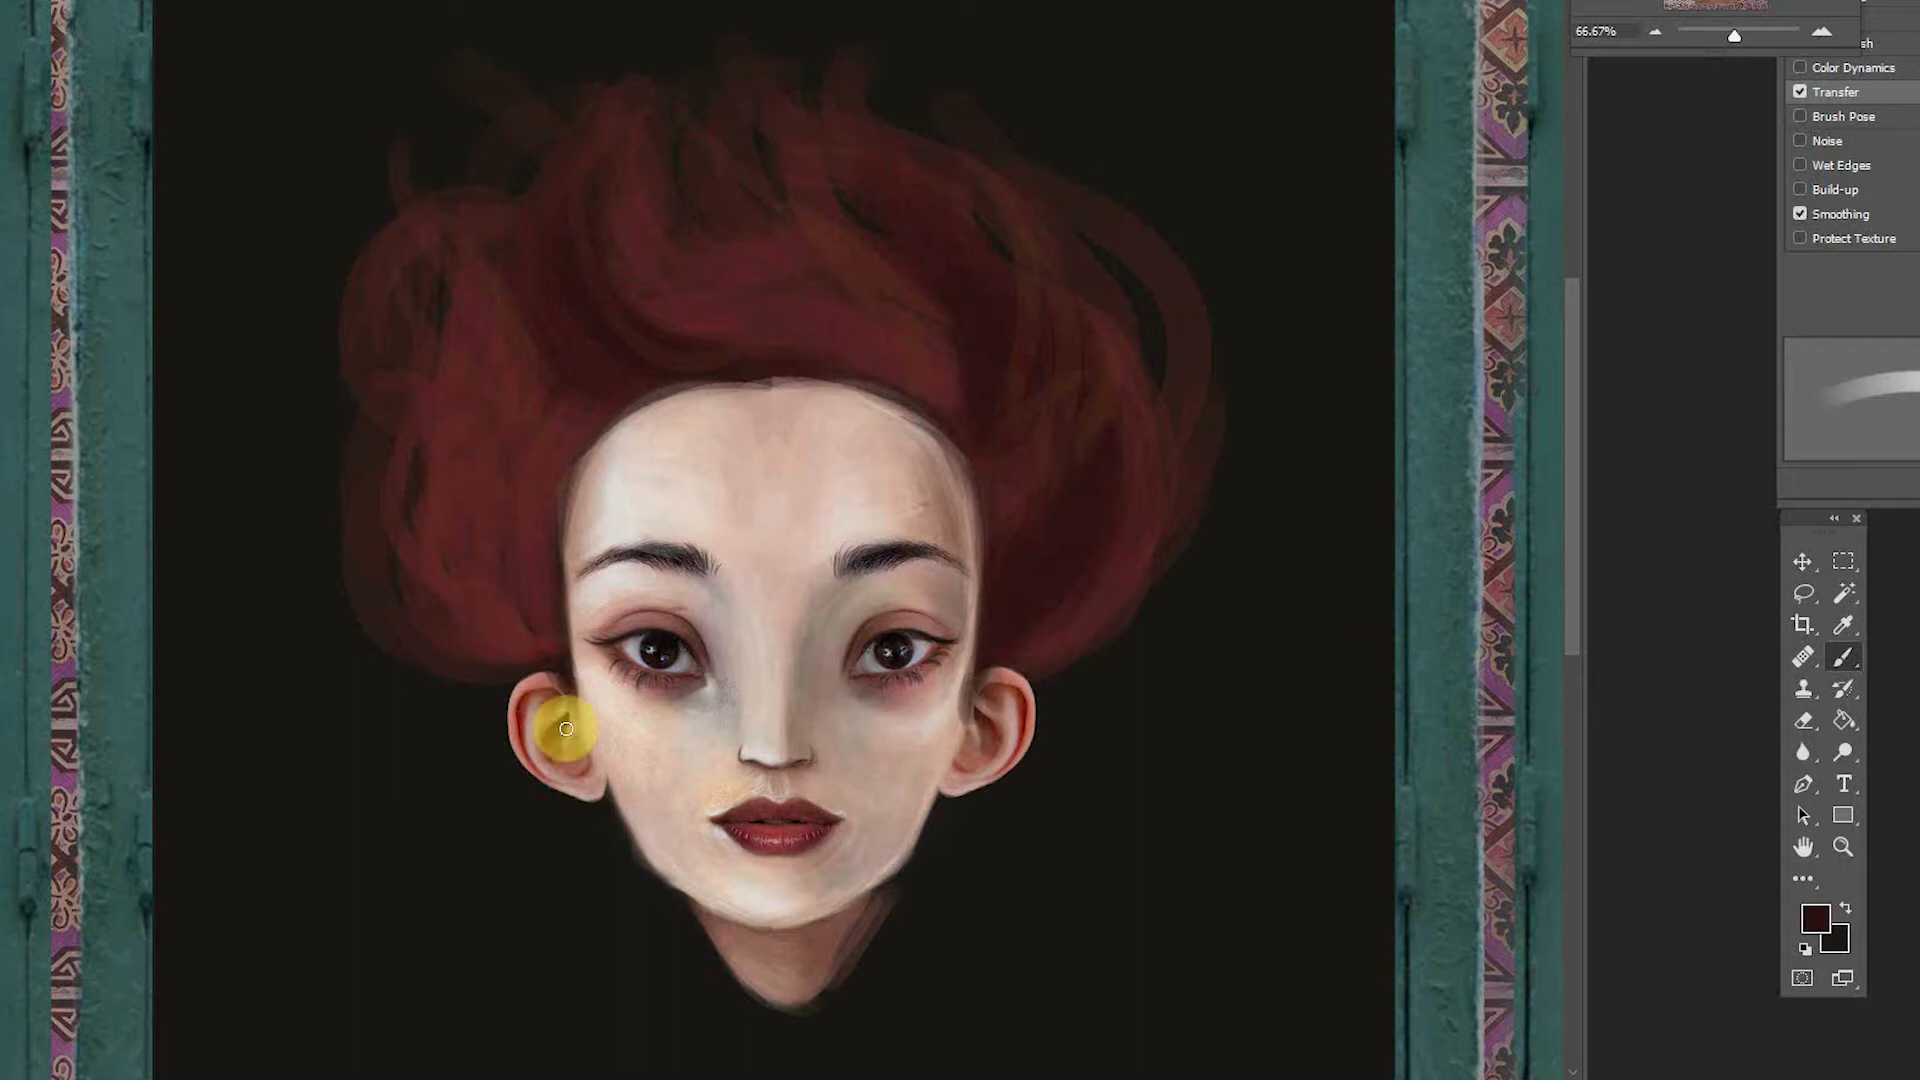 66.67%
sh
Color Dynamics
Transfer
Brush Pose
Noise
Wet Edges
Build-up
Smoothing
Protect Texture